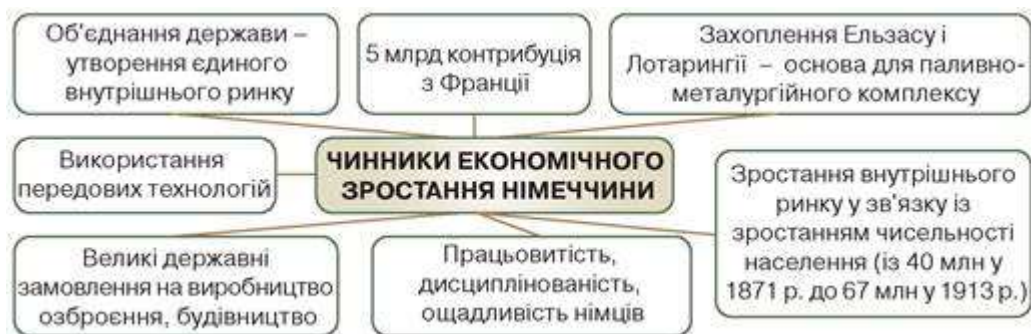 Об'єднання держави –
утворення єдиного
внутрішнього ринку
5 млрд контрибуція
з Франції
Захоплення Ельзасу і
Лотарингії – основа для паливно-
металургійного комплексу
Використання
передових технологій
ЧИННИКИ ЕКОНОМІЧНОГО
ЗРОСТАННЯ НІМЕЧЧИНИ
Зростання внутрішнього
ринку у зв'язку із
зростанням чисельності
населення (із 40 млн у
1871 р. до 67 млн у 1913 р.)
Великі державні
замовлення на виробництво
озброєння, будівництво
Працьовитість,
дисциплінованість,
ощадливість німців